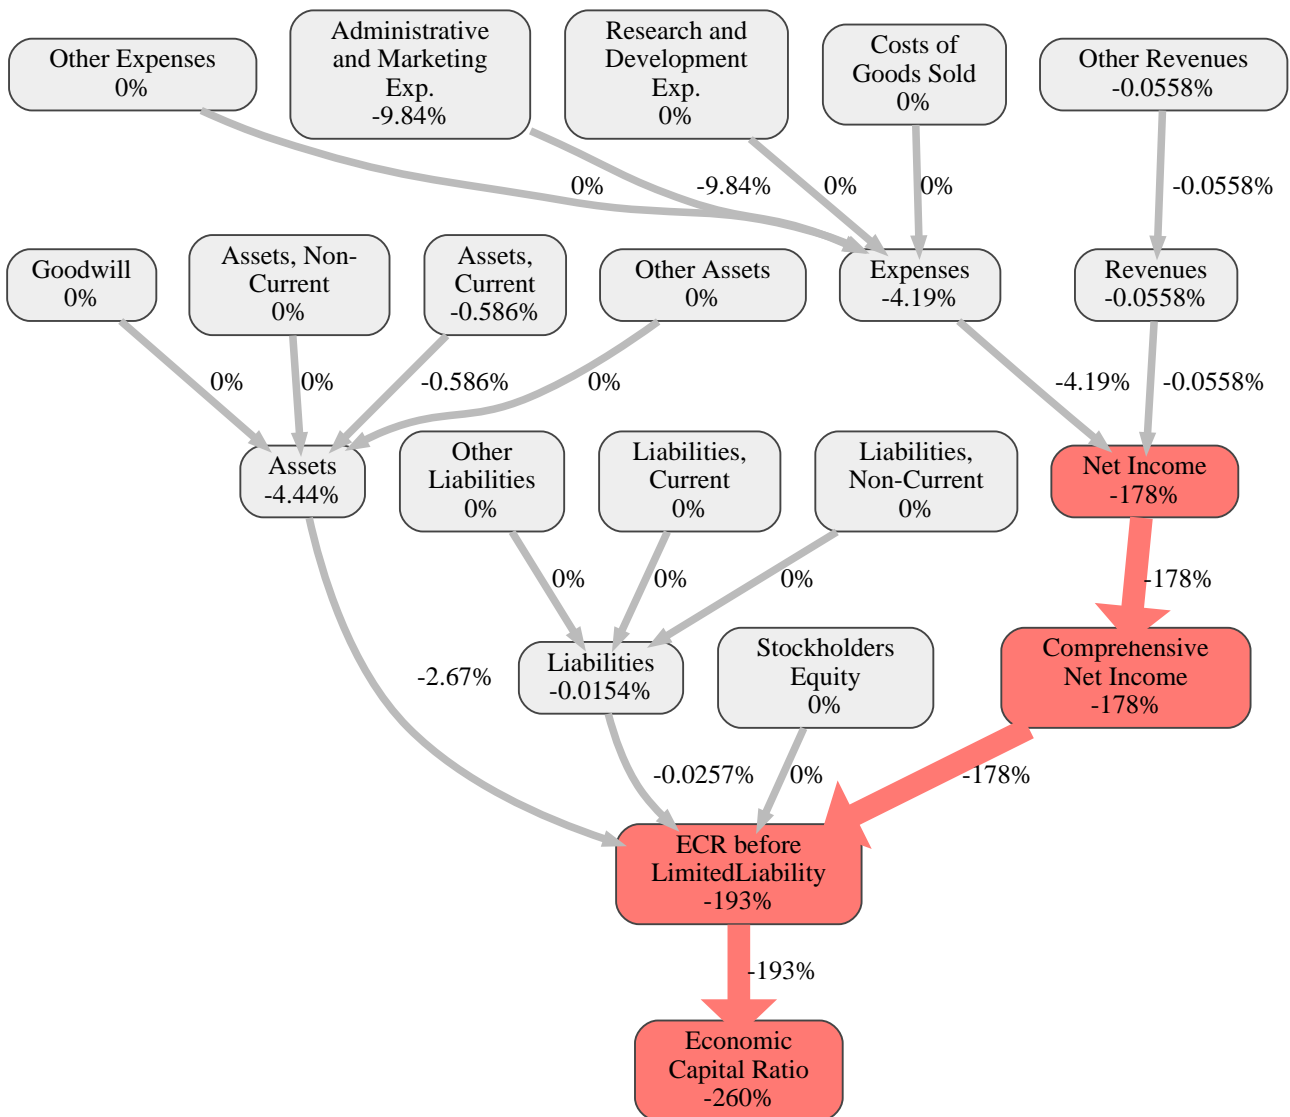 Other Expenses
0%
Administrative
and Marketing
Exp.
-9.84%
Research and
Development
Exp.
0%
Costs of
Goods Sold
0%
Other Revenues
-0.0558%
0%
-9.84%
0%
0%
-0.0558%
Goodwill
0%
Assets, Non-
Current
0%
Assets,
Current
-0.586%
Other Assets
0%
Expenses
-4.19%
Revenues
-0.0558%
0%
0%
-0.586%
0%
-4.19%
-0.0558%
Assets
-4.44%
Other
Liabilities
0%
Liabilities,
Current
0%
Liabilities,
Non-Current
0%
Net Income
-178%
0%
0%
0%
-178%
-2.67%
Liabilities
-0.0154%
Stockholders
Equity
0%
Comprehensive
Net Income
-178%
-0.0257%
0%
-178%
ECR before
LimitedLiability
-193%
-193%
Economic
Capital Ratio
-260%